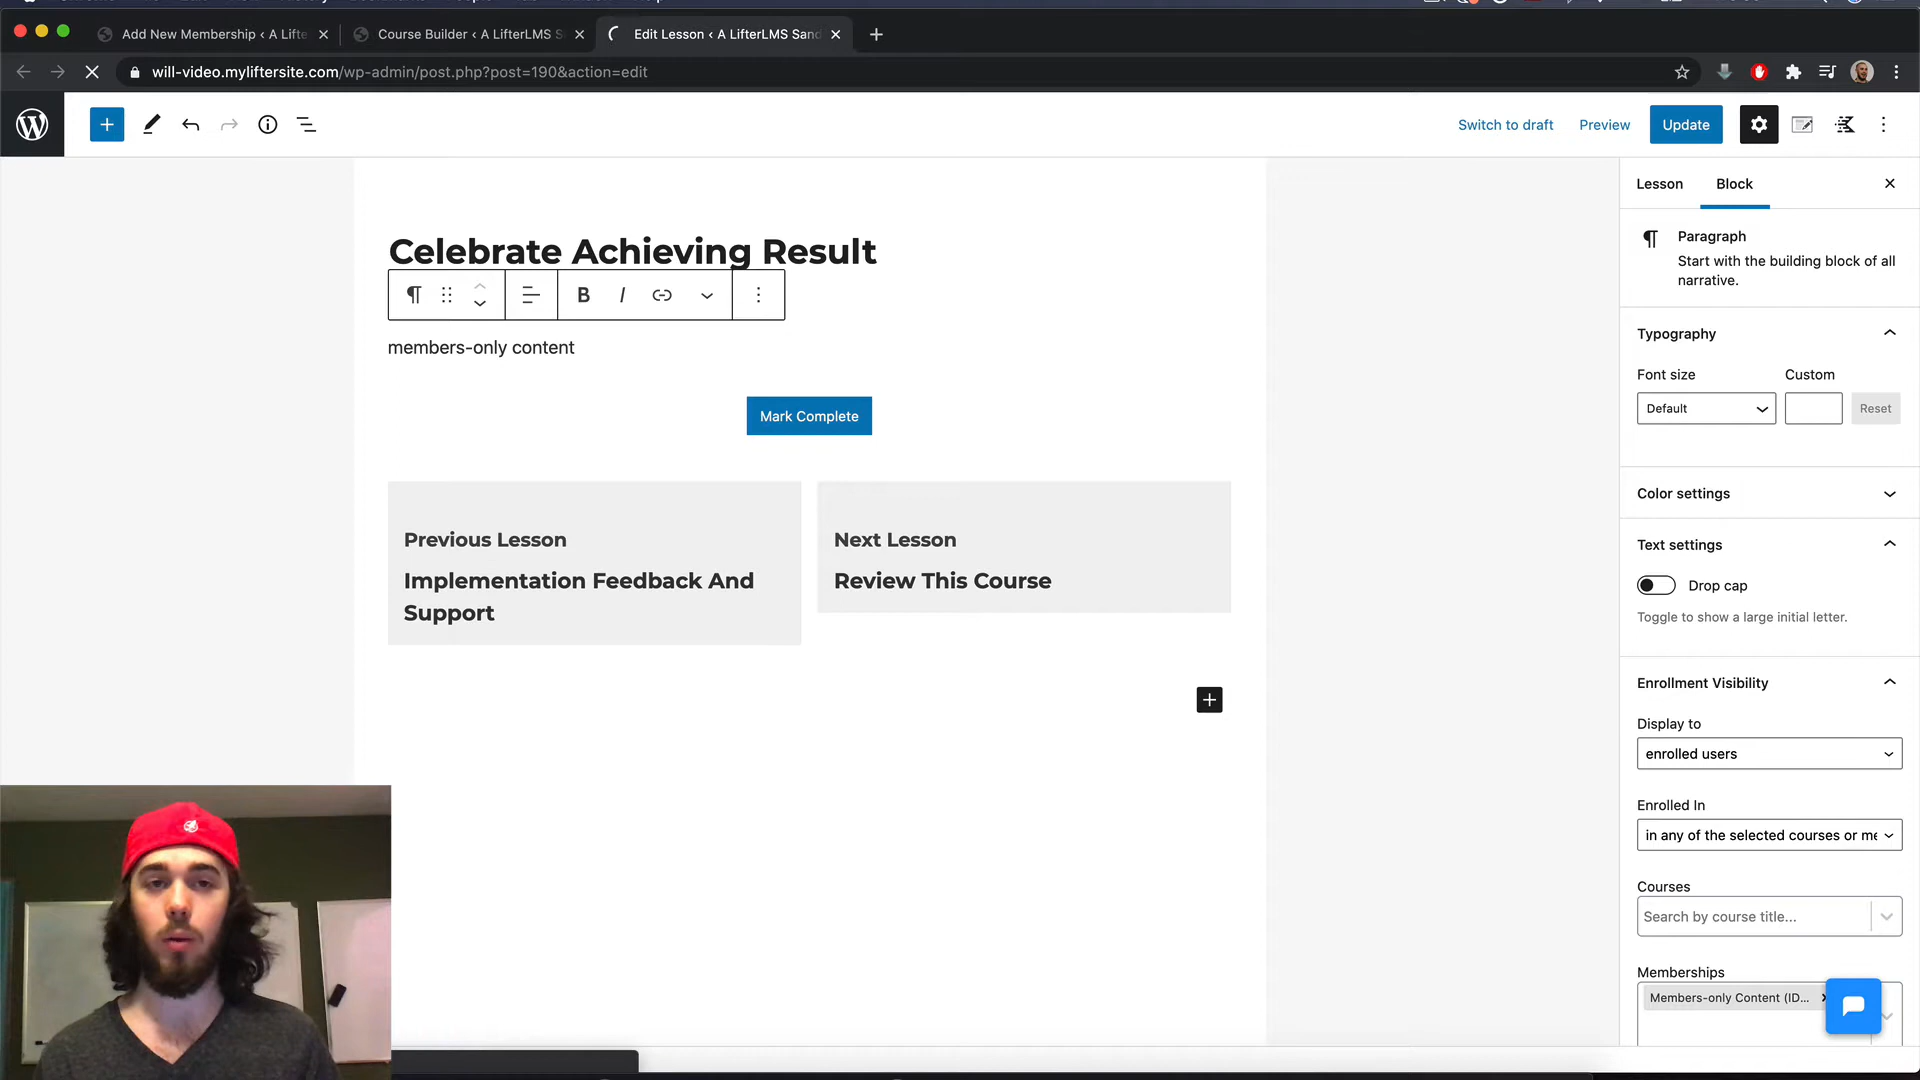 Add New Membership ‹ A Lifte
Course Builder ‹ A LifterLMS S
Edit Lesson ‹ A LifterLMS Sand
will-video.myliftersite.com/wp-admin/post.php?post=190&action=edit
Switch to draft
Preview
Update
Lesson
Block
Paragraph
Start with the building block of all
narrative.
Celebrate Achieving Result
B I
members-only content
Mark Complete
Previous Lesson
Implementation Feedback And
Support
Next Lesson
Review This Course
Typography
Font size
Custom
Default
Reset
Color settings
Text settings
Drop cap
Toggle to show a large initial letter.
Enrollment Visibility
Display to
enrolled users
Enrolled In
in any of the selected courses or me
Courses
Search by course title...
Memberships
Members-only Content (ID...